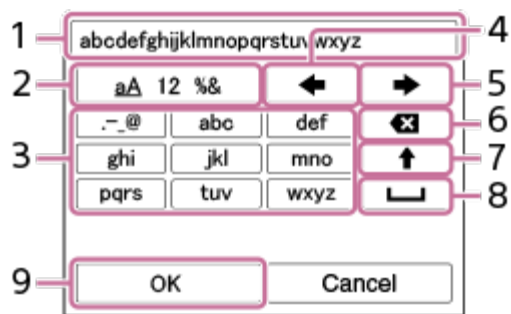 1 abcdefghijklmnopqrstuvwxyz 4
2 aA 12 %& 5
.-_@ abc def 6
3 ghi jkl mno 7
pqrs tuv wxyz 8
9 OK Cancel